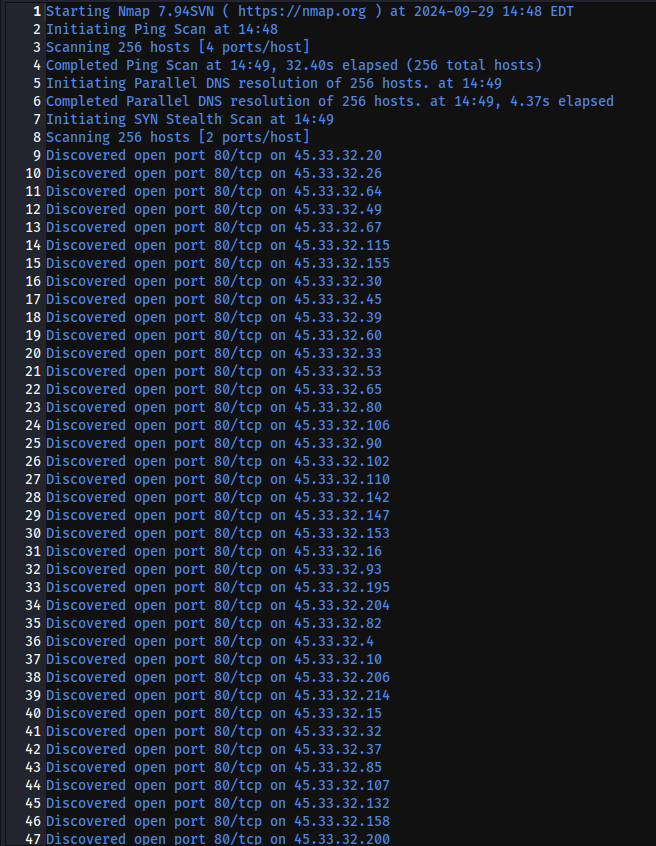 1 Starting Nmap 7.94SVN ( https://nmap.org ) at 2024-09-29 14:48 EDT
2 Initiating Ping Scan at 14:48
3 Scanning 256 hosts [4 ports/host]
4 Completed Ping Scan at 14:49, 32.40s elapsed (256 total hosts)
5 Initiating Parallel DNS resolution of 256 hosts. at 14:49
6 Completed Parallel DNS resolution of 256 hosts. at 14:49, 4.37s elapsed
7 Initiating SYN Stealth Scan at 14:49
8 Scanning 256 hosts [2 ports/host]
9 Discovered open port 80/tcp on 45.33.32.20
10 Discovered open port 80/tcp on 45.33.32.26
11 Discovered open port 80/tcp on 45.33.32.64
12 Discovered open port 80/tcp on 45.33.32.49
13 Discovered open port 80/tcp on 45.33.32.67
14 Discovered open port 80/tcp on 45.33.32.115
15 Discovered open port 80/tcp on 45.33.32.155
16 Discovered open port 80/tcp on 45.33.32.30
17 Discovered open port 80/tcp on 45.33.32.45
18 Discovered open port 80/tcp on 45.33.32.39
19 Discovered open port 80/tcp on 45.33.32.60
20 Discovered open port 80/tcp on 45.33.32.33
21 Discovered open port 80/tcp on 45.33.32.53
22 Discovered open port 80/tcp on 45.33.32.65
23 Discovered open port 80/tcp on 45.33.32.80
24 Discovered open port 80/tcp on 45.33.32.106
25 Discovered open port 80/tcp on 45.33.32.90
26 Discovered open port 80/tcp on 45.33.32.102
27 Discovered open port 80/tcp on 45.33.32.110
28 Discovered open port 80/tcp on 45.33.32.142
29 Discovered open port 80/tcp on 45.33.32.147
30 Discovered open port 80/tcp on 45.33.32.153
31 Discovered open port 80/tcp on 45.33.32.16
32 Discovered open port 80/tcp on 45.33.32.93
33 Discovered open port 80/tcp on 45.33.32.195
34 Discovered open port 80/tcp on 45.33.32.204
35 Discovered open port 80/tcp on 45.33.32.82
36 Discovered open port 80/tcp on 45.33.32.4
37 Discovered open port 80/tcp on 45.33.32.10
38 Discovered open port 80/tcp on 45.33.32.206
39 Discovered open port 80/tcp on 45.33.32.214
40 Discovered open port 80/tcp on 45.33.32.15
41 Discovered open port 80/tcp on 45.33.32.32
42 Discovered open port 80/tcp on 45.33.32.37
43 Discovered open port 80/tcp on 45.33.32.85
44 Discovered open port 80/tcp on 45.33.32.107
45 Discovered open port 80/tcp on 45.33.32.132
46 Discovered open port 80/tcp on 45.33.32.158
47 Discovered open port 80/tcp on 45.33.32.200